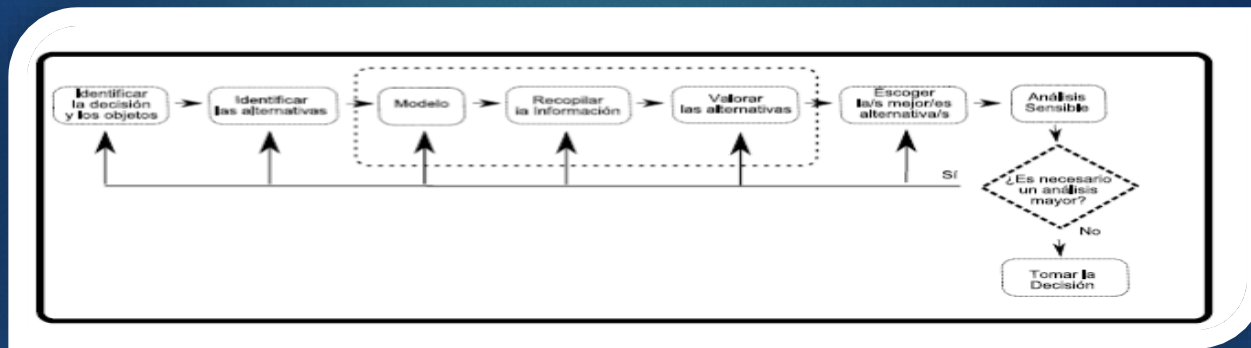 Identificar
la decisión
y los objetos
Identificar
las alternativas
Modelo
Recopilar
la Información
Valorar
las alternativas
Escoger
la/s mejor/es
alternativa/s
Análisis
Sensible
Sí
¿Es necesario
un análisis
mayor?
No
Tomar la
Decisión